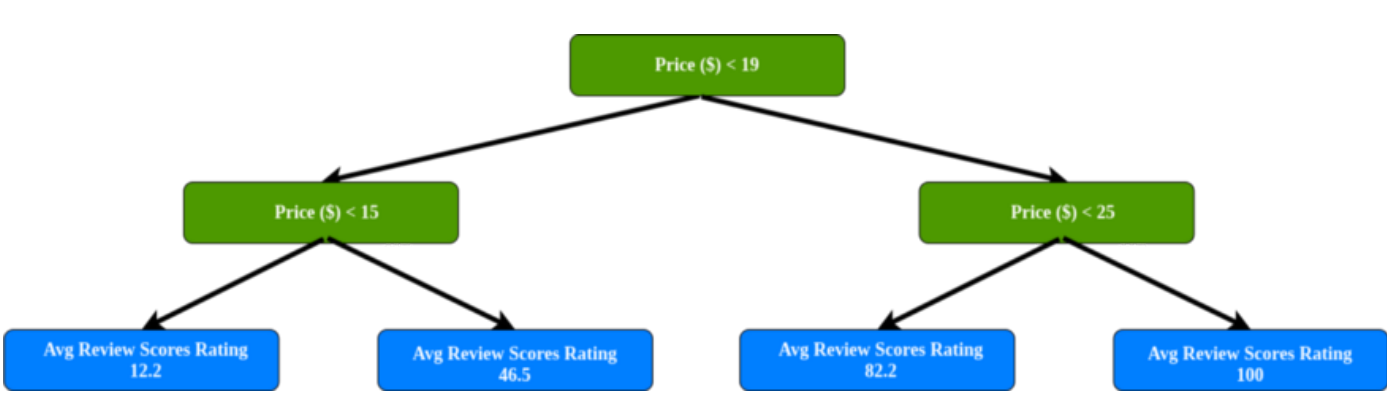 Price ($) < 19
Price ($) < 15
Price ($) < 25
Avg Review Scores Rating
12.2
Avg Review Scores Rating
46.5
Avg Review Scores Rating
82.2
Avg Review Scores Rating
100